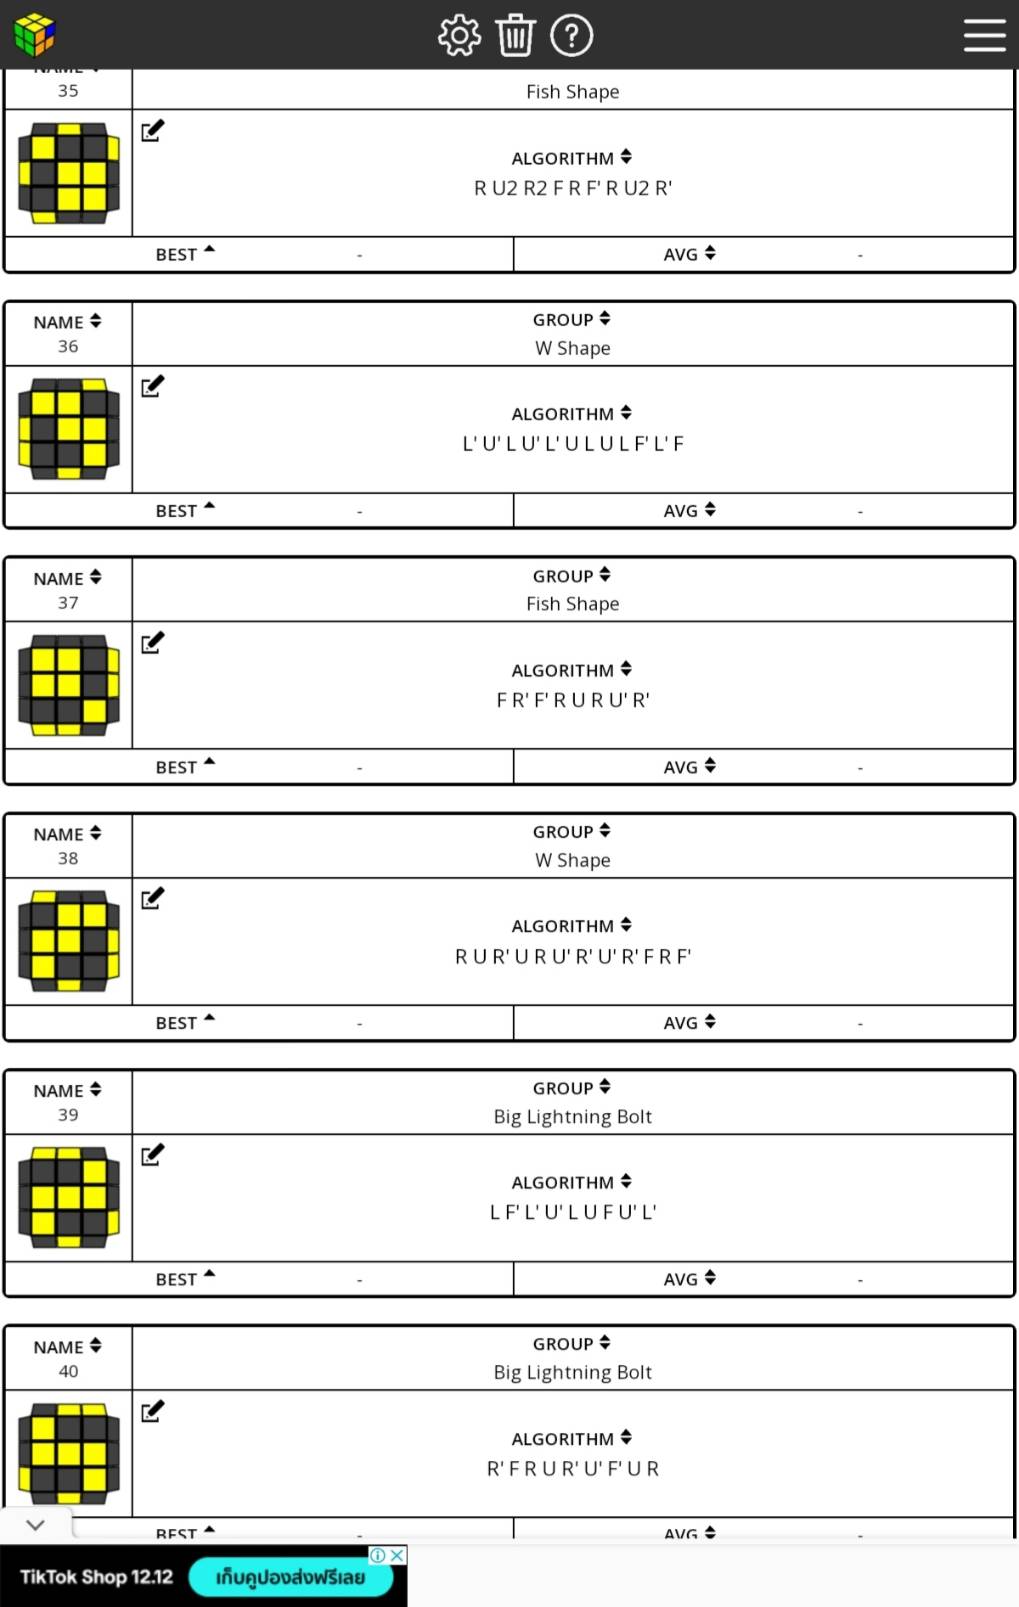 NAME
35
Fish Shape
ALGORITHM
R U2 R2 F R F' R U2 R'
BEST - AVG -
NAME
36
GROUP
W Shape
ALGORITHM
L' U' L U' L' U L U L F' L' F
BEST - AVG -
NAME
37
GROUP
Fish Shape
ALGORITHM
F R' F' R U R U' R'
BEST - AVG -
NAME
38
GROUP
W Shape
ALGORITHM
R U R' U R U' R' U' R' F R F'
BEST - AVG -
NAME
39
GROUP
Big Lightning Bolt
ALGORITHM
L F' L' U' L U F U' L'
BEST - AVG -
NAME
40
GROUP
Big Lightning Bolt
ALGORITHM
R' F R U R' U' F' U R
BEST - AVG -
TikTok Shop 12.12 เก็บคูปองส่งฟรีเลย